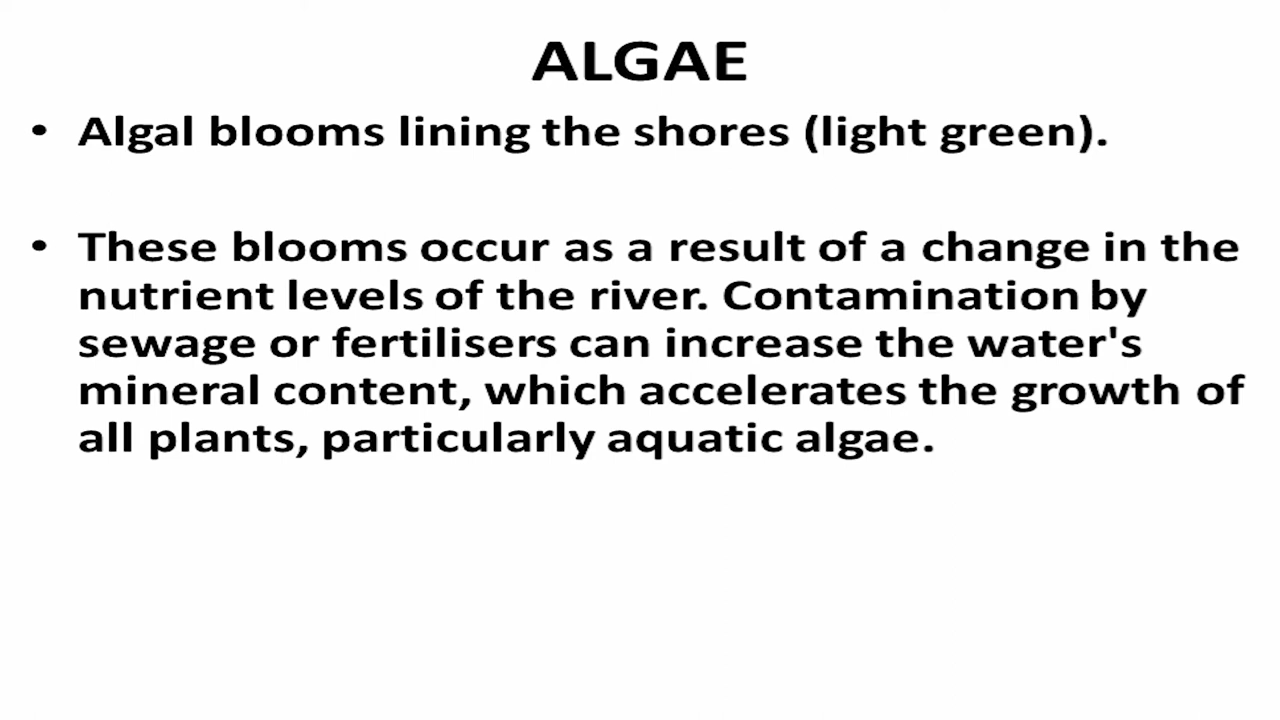 ALGAE
• Algal blooms lining the shores (light green).
• These blooms occur as a result of a change in the
nutrient levels of the river. Contamination by
sewage or fertilisers can increase the water's
mineral content, which accelerates the growth of
all plants, particularly aquatic algae.